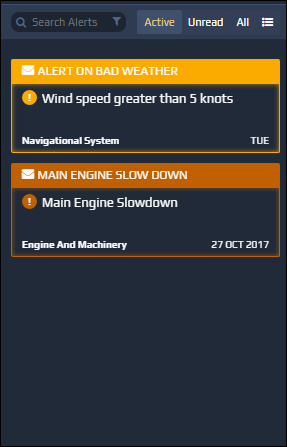 Search Alerts Active Unread All
ALERT ON BAD WEATHER
Wind speed greater than 5 knots
Navigational System TUE
MAIN ENGINE SLOW DOWN
Main Engine Slowdown
Engine And Machinery 27 OCT 2017